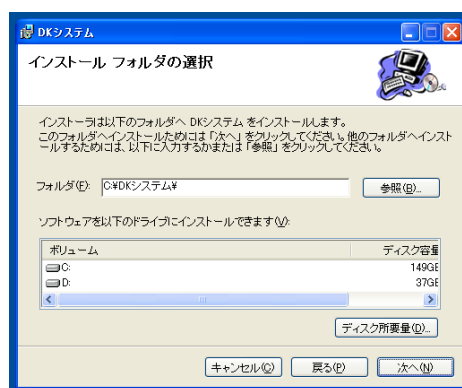 DKシステム
インストール フォルダの選択
インストーラは以下のフォルダへ DKシステム をインストールします。
このフォルダへインストールためには「次へ」をクリックしてください。他のフォルダへインスト
ールするためには、以下に入力するかまたは「参照」をクリックしてください。
フォルダ(F): C:¥DKシステム¥ 参照(B)...
ソフトウェアを以下のドライブにインストールできます(V):
ボリューム ディスク容量
C: 149GB
D: 37GB
ディスク所要量(D)...
キャンセル(C) 戻る(P) 次へ(N)